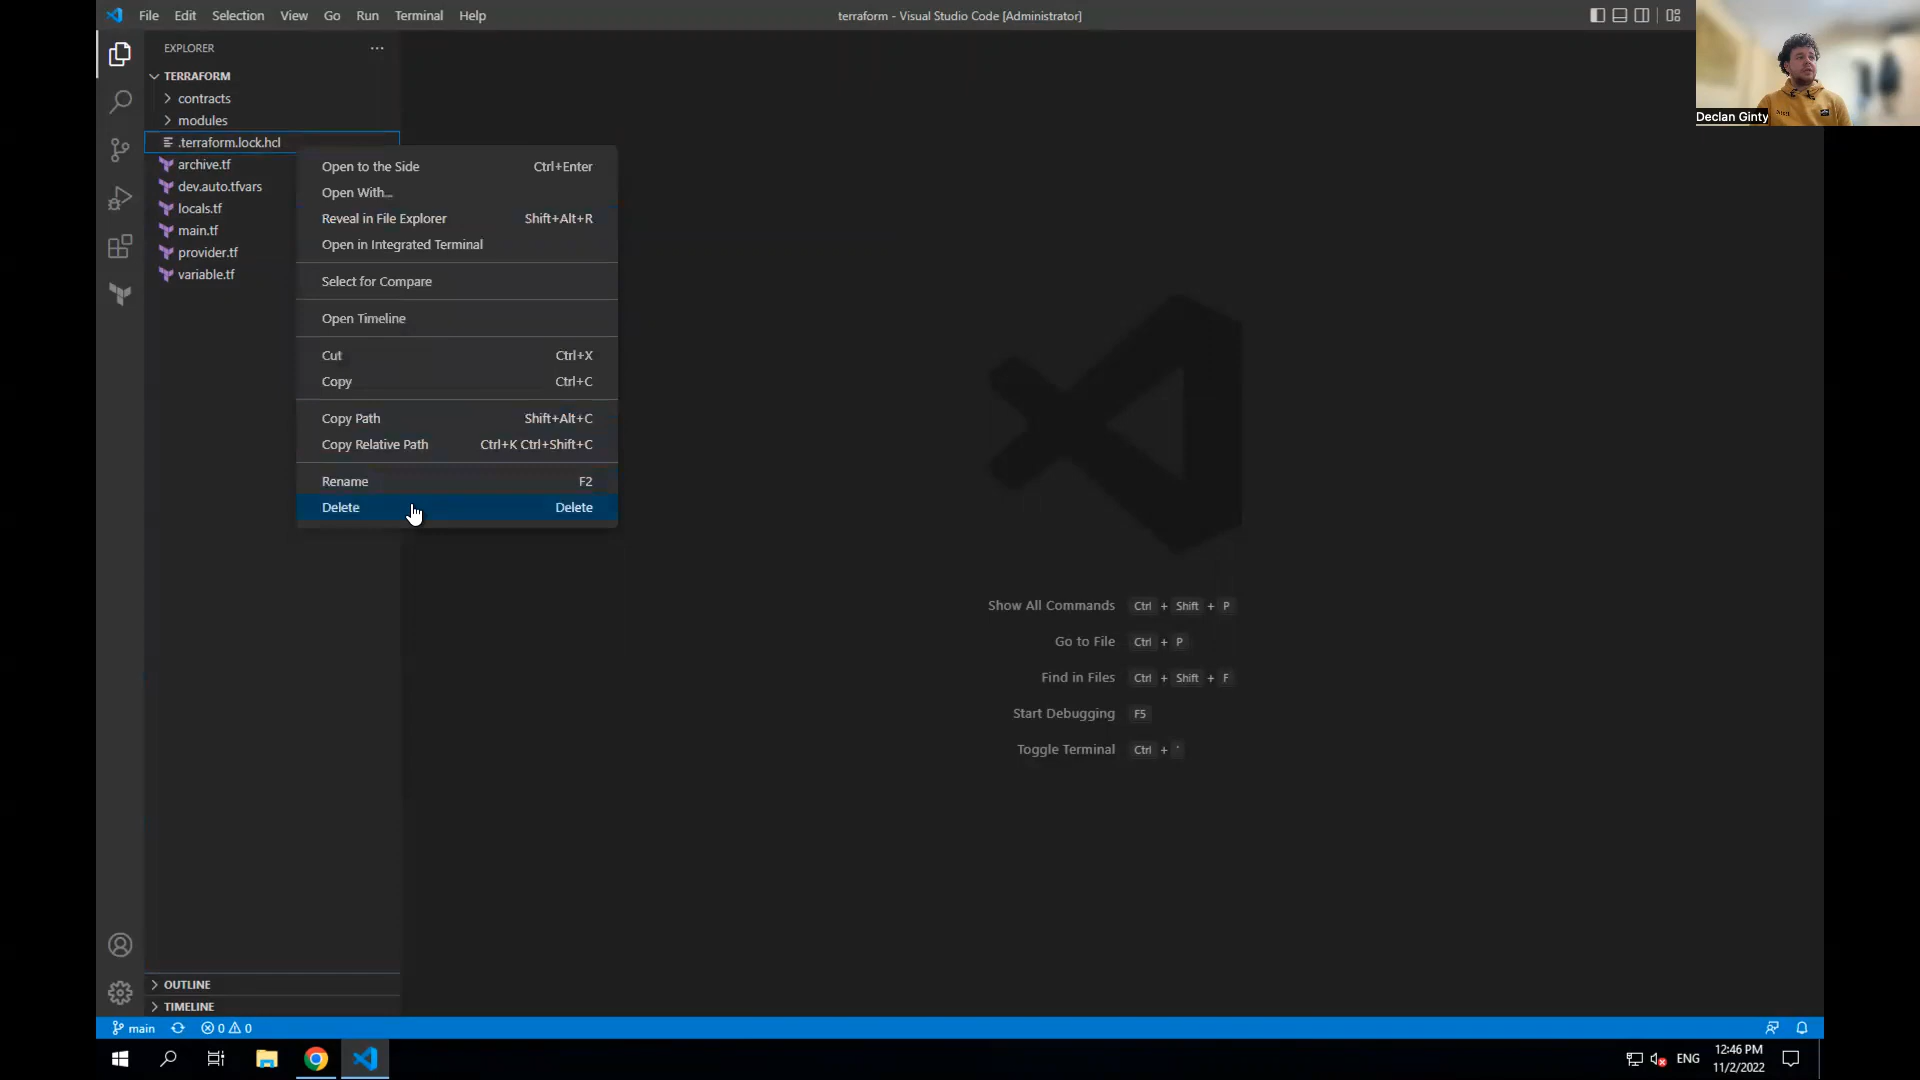 File Edit Selection View Go Run Terminal Help
terraform - Visual Studio Code [Administrator]
Declan Ginty
EXPLORER
TERRAFORM
contracts
modules
.terraform.lock.hcl
archive.tf
dev.auto.tfvars
locals.tf
main.tf
provider.tf
variable.tf
Open to the Side Ctrl+Enter
Open With...
Reveal in File Explorer Shift+Alt+R
Open in Integrated Terminal
Select for Compare
Open Timeline
Cut Ctrl+X
Copy Ctrl+C
Copy Path Shift+Alt+C
Copy Relative Path Ctrl+K Ctrl+Shift+C
Rename F2
Delete Delete
Show All Commands Ctrl + Shift + P
Go to File Ctrl + P
Find in Files Ctrl + Shift + F
Start Debugging F5
Toggle Terminal Ctrl + `
OUTLINE
TIMELINE
main 0 0
ENG
12:46 PM
11/2/2022